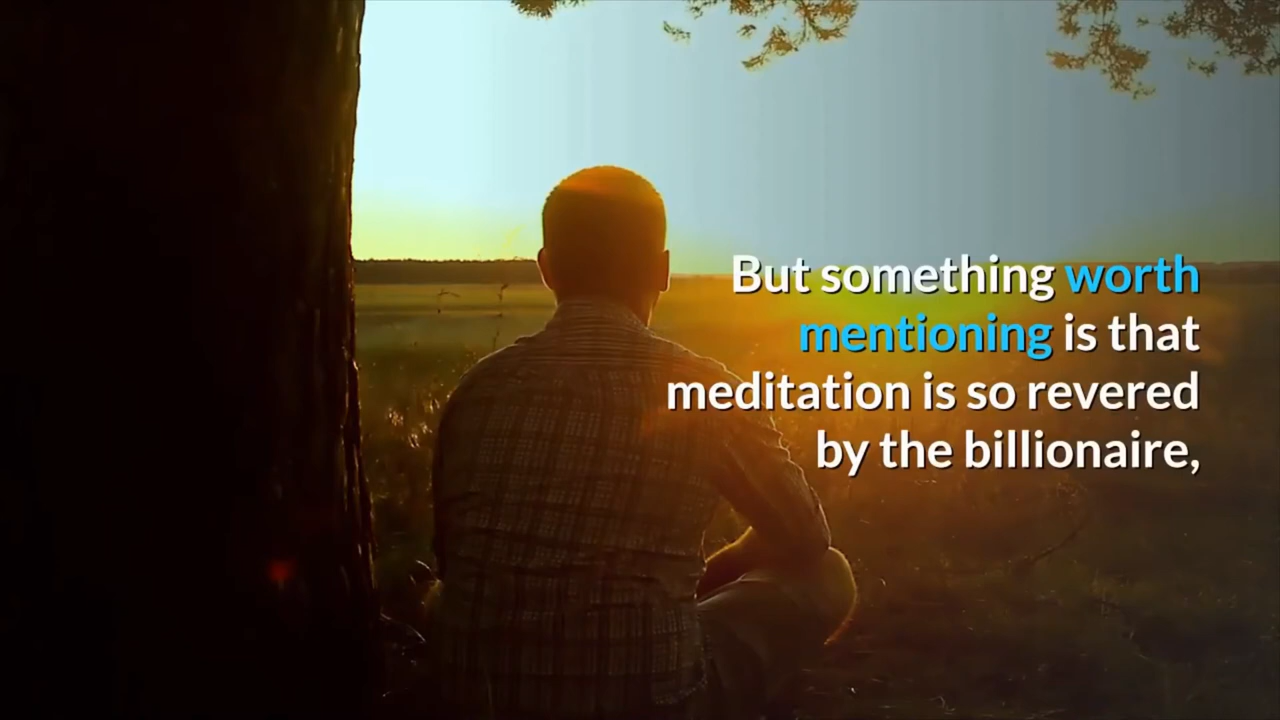 But something worth
mentioning is that
meditation is so revered
by the billionaire,